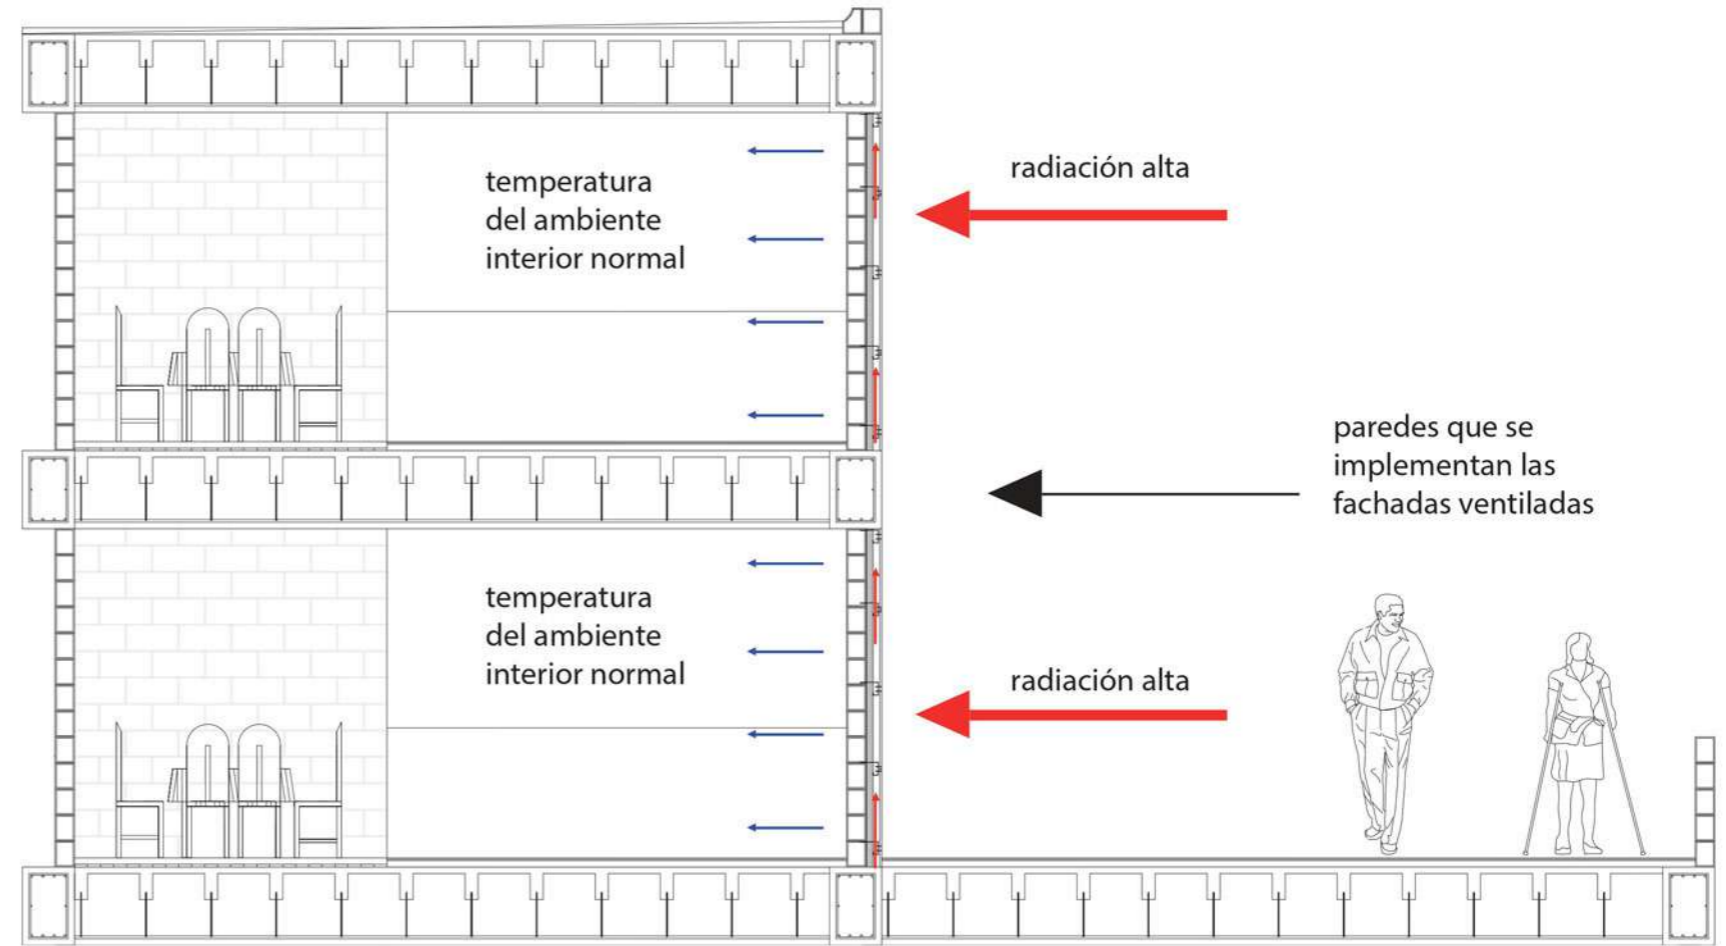 radiación alta
temperatura
del ambiente
interior normal
paredes que se
implementan las
fachadas ventiladas
temperatura
del ambiente
interior normal
radiación alta